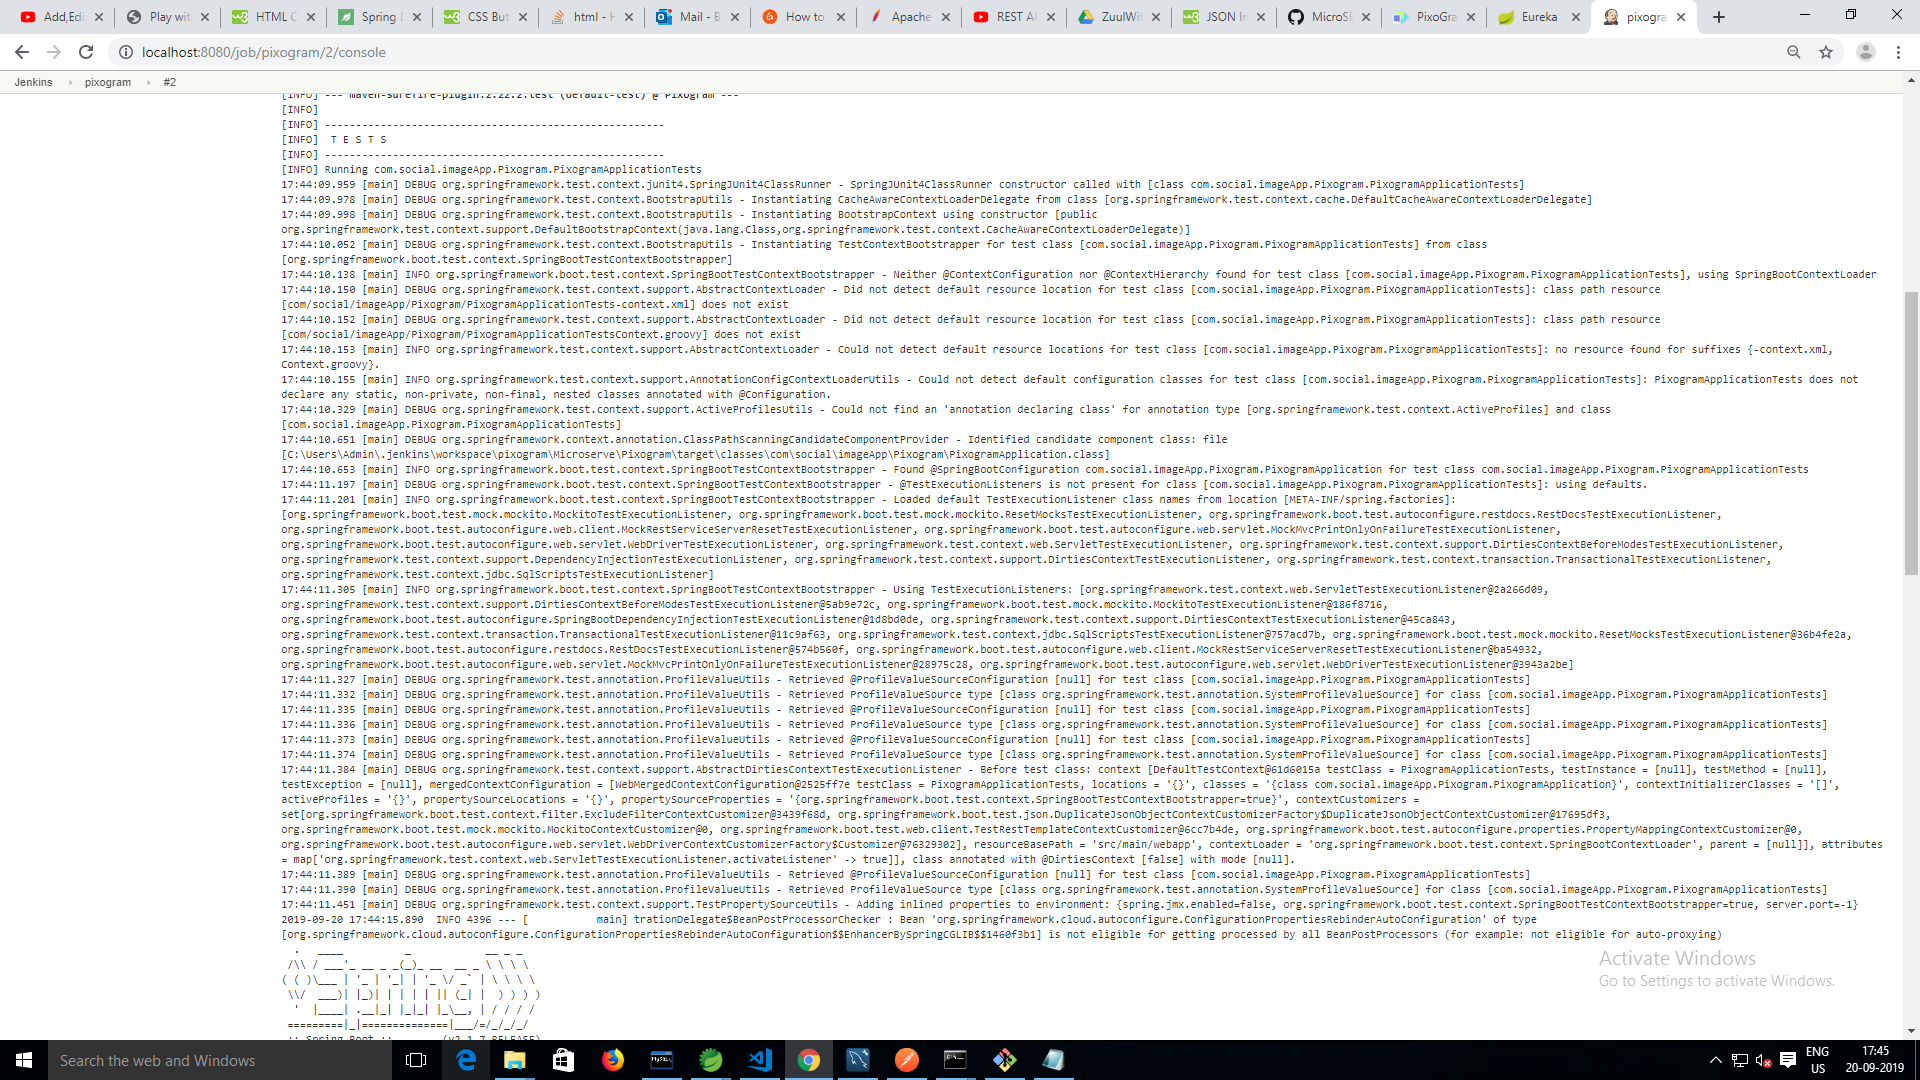 Add,Edi
Play wit
HTML C
Spring D
CSS But
html - H
Mail - B
How to
Apache
REST AP
ZuulWit
JSON In
MicroSE
PixoGra
Eureka
pixogra
localhost:8080/job/pixogram/2/console
Jenkins
pixogram
#2
[INFO] --- maven-surefire-plugin:2.22.2:test (default-test) @ Pixogram ---
[INFO]
[INFO] -------------------------------------------------------
[INFO]  T E S T S
[INFO] -------------------------------------------------------
[INFO] Running com.social.imageApp.Pixogram.PixogramApplicationTests
17:44:09.959 [main] DEBUG org.springframework.test.context.junit4.SpringJUnit4ClassRunner - SpringJUnit4ClassRunner constructor called with [class com.social.imageApp.Pixogram.PixogramApplicationTests]
17:44:09.978 [main] DEBUG org.springframework.test.context.BootstrapUtils - Instantiating CacheAwareContextLoaderDelegate from class [org.springframework.test.context.cache.DefaultCacheAwareContextLoaderDelegate]
17:44:09.998 [main] DEBUG org.springframework.test.context.BootstrapUtils - Instantiating BootstrapContext using constructor [public
org.springframework.test.context.support.DefaultBootstrapContext(java.lang.Class,org.springframework.test.context.CacheAwareContextLoaderDelegate)]
17:44:10.052 [main] DEBUG org.springframework.test.context.BootstrapUtils - Instantiating TestContextBootstrapper for test class [com.social.imageApp.Pixogram.PixogramApplicationTests] from class
[org.springframework.boot.test.context.SpringBootTestContextBootstrapper]
17:44:10.138 [main] INFO org.springframework.boot.test.context.SpringBootTestContextBootstrapper - Neither @ContextConfiguration nor @ContextHierarchy found for test class [com.social.imageApp.Pixogram.PixogramApplicationTests], using SpringBootContextLoader
17:44:10.150 [main] DEBUG org.springframework.test.context.support.AbstractContextLoader - Did not detect default resource location for test class [com.social.imageApp.Pixogram.PixogramApplicationTests]: class path resource
[com/social/imageApp/Pixogram/PixogramApplicationTests-context.xml] does not exist
17:44:10.152 [main] DEBUG org.springframework.test.context.support.AbstractContextLoader - Did not detect default resource location for test class [com.social.imageApp.Pixogram.PixogramApplicationTests]: class path resource
[com/social/imageApp/Pixogram/PixogramApplicationTestsContext.groovy] does not exist
17:44:10.153 [main] INFO org.springframework.test.context.support.AbstractContextLoader - Could not detect default resource locations for test class [com.social.imageApp.Pixogram.PixogramApplicationTests]: no resource found for suffixes {-context.xml,
Context.groovy}.
17:44:10.155 [main] INFO org.springframework.test.context.support.AnnotationConfigContextLoaderUtils - Could not detect default configuration classes for test class [com.social.imageApp.Pixogram.PixogramApplicationTests]: PixogramApplicationTests does not
declare any static, non-private, non-final, nested classes annotated with @Configuration.
17:44:10.329 [main] DEBUG org.springframework.test.context.support.ActiveProfilesUtils - Could not find an 'annotation declaring class' for annotation type [org.springframework.test.context.ActiveProfiles] and class
[com.social.imageApp.Pixogram.PixogramApplicationTests]
17:44:10.651 [main] DEBUG org.springframework.context.annotation.ClassPathScanningCandidateComponentProvider - Identified candidate component class: file
[C:\Users\Admin\.jenkins\workspace\pixogram\Microserve\Pixogram\target\classes\com\social\imageApp\Pixogram\PixogramApplication.class]
17:44:10.653 [main] INFO org.springframework.boot.test.context.SpringBootTestContextBootstrapper - Found @SpringBootConfiguration com.social.imageApp.Pixogram.PixogramApplication for test class com.social.imageApp.Pixogram.PixogramApplicationTests
17:44:11.197 [main] DEBUG org.springframework.boot.test.context.SpringBootTestContextBootstrapper - @TestExecutionListeners is not present for class [com.social.imageApp.Pixogram.PixogramApplicationTests]: using defaults.
17:44:11.201 [main] INFO org.springframework.boot.test.context.SpringBootTestContextBootstrapper - Loaded default TestExecutionListener class names from location [META-INF/spring.factories]:
[org.springframework.boot.test.mock.mockito.MockitoTestExecutionListener, org.springframework.boot.test.mock.mockito.ResetMocksTestExecutionListener, org.springframework.boot.test.autoconfigure.restdocs.RestDocsTestExecutionListener,
org.springframework.boot.test.autoconfigure.web.client.MockRestServiceServerResetTestExecutionListener, org.springframework.boot.test.autoconfigure.web.servlet.MockMvcPrintOnlyOnFailureTestExecutionListener,
org.springframework.boot.test.autoconfigure.web.servlet.WebDriverTestExecutionListener, org.springframework.test.context.web.ServletTestExecutionListener, org.springframework.test.context.support.DirtiesContextBeforeModesTestExecutionListener,
org.springframework.test.context.support.DependencyInjectionTestExecutionListener, org.springframework.test.context.support.DirtiesContextTestExecutionListener, org.springframework.test.context.transaction.TransactionalTestExecutionListener,
org.springframework.test.context.jdbc.SqlScriptsTestExecutionListener]
17:44:11.305 [main] INFO org.springframework.boot.test.context.SpringBootTestContextBootstrapper - Using TestExecutionListeners: [org.springframework.test.context.web.ServletTestExecutionListener@2a266d09,
org.springframework.test.context.support.DirtiesContextBeforeModesTestExecutionListener@5ab9e72c, org.springframework.boot.test.mock.mockito.MockitoTestExecutionListener@186f8716,
org.springframework.boot.test.autoconfigure.SpringBootDependencyInjectionTestExecutionListener@1d8bd0de, org.springframework.test.context.support.DirtiesContextTestExecutionListener@45ca843,
org.springframework.test.context.transaction.TransactionalTestExecutionListener@11c9af63, org.springframework.test.context.jdbc.SqlScriptsTestExecutionListener@757acd7b, org.springframework.boot.test.mock.mockito.ResetMocksTestExecutionListener@36b4fe2a,
org.springframework.boot.test.autoconfigure.restdocs.RestDocsTestExecutionListener@574b560f, org.springframework.boot.test.autoconfigure.web.client.MockRestServiceServerResetTestExecutionListener@ba54932,
org.springframework.boot.test.autoconfigure.web.servlet.MockMvcPrintOnlyOnFailureTestExecutionListener@28975c28, org.springframework.boot.test.autoconfigure.web.servlet.WebDriverTestExecutionListener@3943a2be]
17:44:11.327 [main] DEBUG org.springframework.test.annotation.ProfileValueUtils - Retrieved @ProfileValueSourceConfiguration [null] for test class [com.social.imageApp.Pixogram.PixogramApplicationTests]
17:44:11.332 [main] DEBUG org.springframework.test.annotation.ProfileValueUtils - Retrieved ProfileValueSource type [class org.springframework.test.annotation.SystemProfileValueSource] for class [com.social.imageApp.Pixogram.PixogramApplicationTests]
17:44:11.335 [main] DEBUG org.springframework.test.annotation.ProfileValueUtils - Retrieved @ProfileValueSourceConfiguration [null] for test class [com.social.imageApp.Pixogram.PixogramApplicationTests]
17:44:11.336 [main] DEBUG org.springframework.test.annotation.ProfileValueUtils - Retrieved ProfileValueSource type [class org.springframework.test.annotation.SystemProfileValueSource] for class [com.social.imageApp.Pixogram.PixogramApplicationTests]
17:44:11.373 [main] DEBUG org.springframework.test.annotation.ProfileValueUtils - Retrieved @ProfileValueSourceConfiguration [null] for test class [com.social.imageApp.Pixogram.PixogramApplicationTests]
17:44:11.374 [main] DEBUG org.springframework.test.annotation.ProfileValueUtils - Retrieved ProfileValueSource type [class org.springframework.test.annotation.SystemProfileValueSource] for class [com.social.imageApp.Pixogram.PixogramApplicationTests]
17:44:11.384 [main] DEBUG org.springframework.test.context.support.AbstractDirtiesContextTestExecutionListener - Before test class: context [DefaultTestContext@61d6015a testClass = PixogramApplicationTests, testInstance = [null], testMethod = [null],
testException = [null], mergedContextConfiguration = [WebMergedContextConfiguration@2525ff7e testClass = PixogramApplicationTests, locations = '{}', classes = '{class com.social.imageApp.Pixogram.PixogramApplication}', contextInitializerClasses = '[]',
activeProfiles = '{}', propertySourceLocations = '{}', propertySourceProperties = '{org.springframework.boot.test.context.SpringBootTestContextBootstrapper=true}', contextCustomizers =
set[org.springframework.boot.test.context.filter.ExcludeFilterContextCustomizer@3439f68d, org.springframework.boot.test.json.DuplicateJsonObjectContextCustomizerFactory$DuplicateJsonObjectContextCustomizer@17695df3,
org.springframework.boot.test.mock.mockito.MockitoContextCustomizer@0, org.springframework.boot.test.web.client.TestRestTemplateContextCustomizer@6cc7b4de, org.springframework.boot.test.autoconfigure.properties.PropertyMappingContextCustomizer@0,
org.springframework.boot.test.autoconfigure.web.servlet.WebDriverContextCustomizerFactory$Customizer@76329302], resourceBasePath = 'src/main/webapp', contextLoader = 'org.springframework.boot.test.context.SpringBootContextLoader', parent = [null]], attributes
= map['org.springframework.test.context.web.ServletTestExecutionListener.activateListener' -> true]], class annotated with @DirtiesContext [false] with mode [null].
17:44:11.389 [main] DEBUG org.springframework.test.annotation.ProfileValueUtils - Retrieved @ProfileValueSourceConfiguration [null] for test class [com.social.imageApp.Pixogram.PixogramApplicationTests]
17:44:11.390 [main] DEBUG org.springframework.test.annotation.ProfileValueUtils - Retrieved ProfileValueSource type [class org.springframework.test.annotation.SystemProfileValueSource] for class [com.social.imageApp.Pixogram.PixogramApplicationTests]
17:44:11.451 [main] DEBUG org.springframework.test.context.support.TestPropertySourceUtils - Adding inlined properties to environment: {spring.jmx.enabled=false, org.springframework.boot.test.context.SpringBootTestContextBootstrapper=true, server.port=-1}
2019-09-20 17:44:15.890  INFO 4396 --- [           main] trationDelegate$BeanPostProcessorChecker : Bean 'org.springframework.cloud.autoconfigure.ConfigurationPropertiesRebinderAutoConfiguration' of type
[org.springframework.cloud.autoconfigure.ConfigurationPropertiesRebinderAutoConfiguration$$EnhancerBySpringCGLIB$$1460f3b1] is not eligible for getting processed by all BeanPostProcessors (for example: not eligible for auto-proxying)
  .   ____          _            __ _ _
 /\\ / ___'_ __ _ _(_)_ __  __ _ \ \ \ \
( ( )\___ | '_ | '_| | '_ \/ _` | \ \ \ \
 \\/  ___)| |_)| | | | | || (_| |  ) ) ) )
  '  |____| .__|_| |_|_| |_\__, | / / / /
 =========|_|==============|___/=/_/_/_/
 :: Spring Boot ::        (v2.1.7.RELEASE)
Activate Windows
Go to Settings to activate Windows.
Search the web and Windows
ENG
US
17:45
20-09-2019